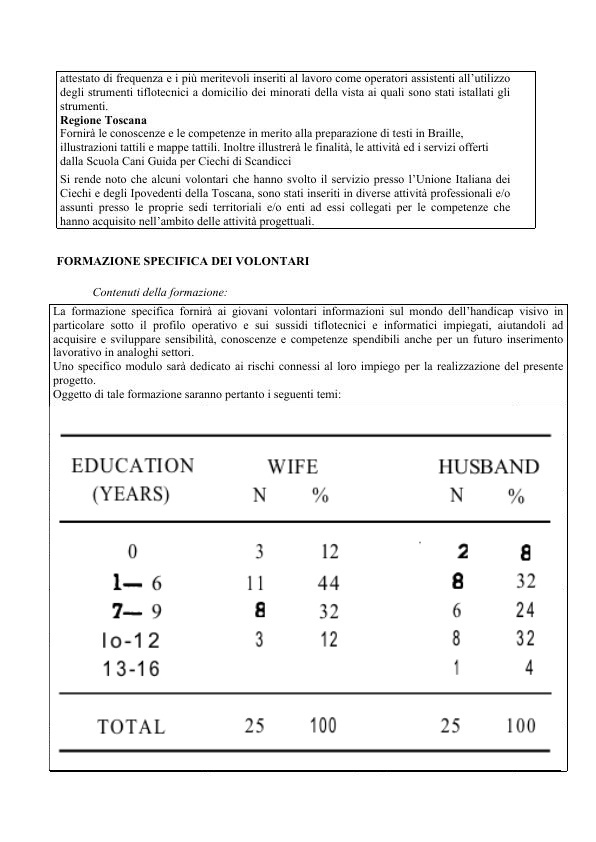 attestato di frequenza e i più meritevoli inseriti al lavoro come operatori assistenti all’utilizzo
degli strumenti tiflotecnici a domicilio dei minorati della vista ai quali sono stati istallati gli
strumenti.
Regione Toscana
Fornirà le conoscenze e le competenze in merito alla preparazione di testi in Braille,
illustrazioni tattili e mappe tattili. Inoltre illustrerà le finalità, le attività ed i servizi offerti
dalla Scuola Cani Guida per Ciechi di Scandicci
Si rende noto che alcuni volontari che hanno svolto il servizio presso l’Unione Italiana dei
Ciechi e degli Ipovedenti della Toscana, sono stati inseriti in diverse attività professionali e/o
assunti presso le proprie sedi territoriali e/o enti ad essi collegati per le competenze che
hanno acquisito nell’ambito delle attività progettuali.
FORMAZIONE SPECIFICA DEI VOLONTARI
Contenuti della formazione:
La formazione specifica fornirà ai giovani volontari informazioni sul mondo dell’handicap visivo in
particolare sotto il profilo operativo e sui sussidi tiflotecnici e informatici impiegati, aiutandoli ad
acquisire e sviluppare sensibilità, conoscenze e competenze spendibili anche per un futuro inserimento
lavorativo in analoghi settori.
Uno specifico modulo sarà dedicato ai rischi connessi al loro impiego per la realizzazione del presente
progetto.
Oggetto di tale formazione saranno pertanto i seguenti temi:
EDUCATION WIFE HUSBAND
(YEARS) N % N %
0 3 12 2 8
1— 6 11 44 8 32
7— 9 8 32 6 24
lo-12 3 12 8 32
13-16 1 4
TOTAL 25 100 25 100